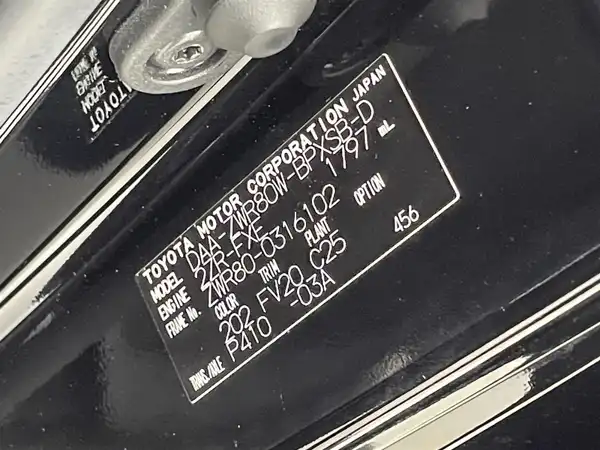 TOYOTA MOTOR CORPORATION JAPAN
MODEL DAA-ZWR80W-BPXSB-D
ENGINE 2ZR-FXE 1797 mL
FRAME No. ZWR80-0316102
COLOR TRIM PLANT OPTION
202 FV20 C25 456
TRANS/AXLE P410 -03A